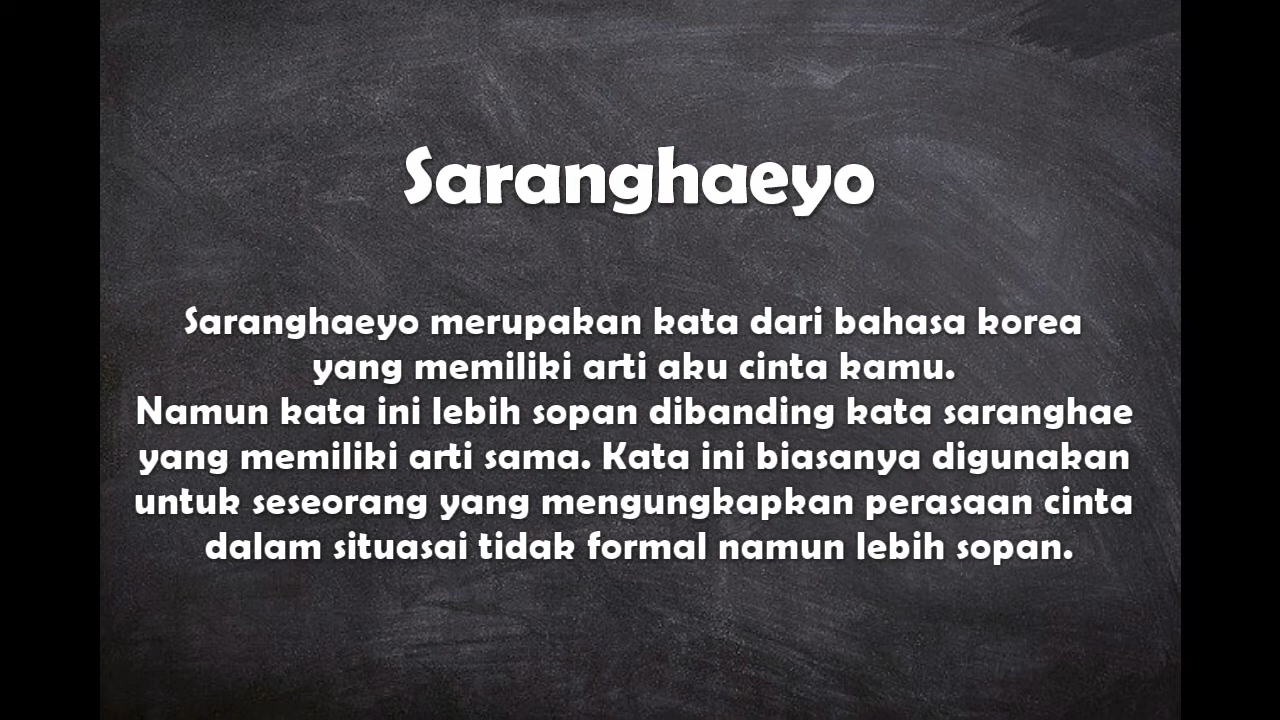 Saranghaeyo
Saranghaeyo merupakan kata dari bahasa korea
yang memiliki arti aku cinta kamu.
Namun kata ini lebih sopan dibanding kata saranghae
yang memiliki arti sama. Kata ini biasanya digunakan
untuk seseorang yang mengungkapkan perasaan cinta
dalam situasai tidak formal namun lebih sopan.